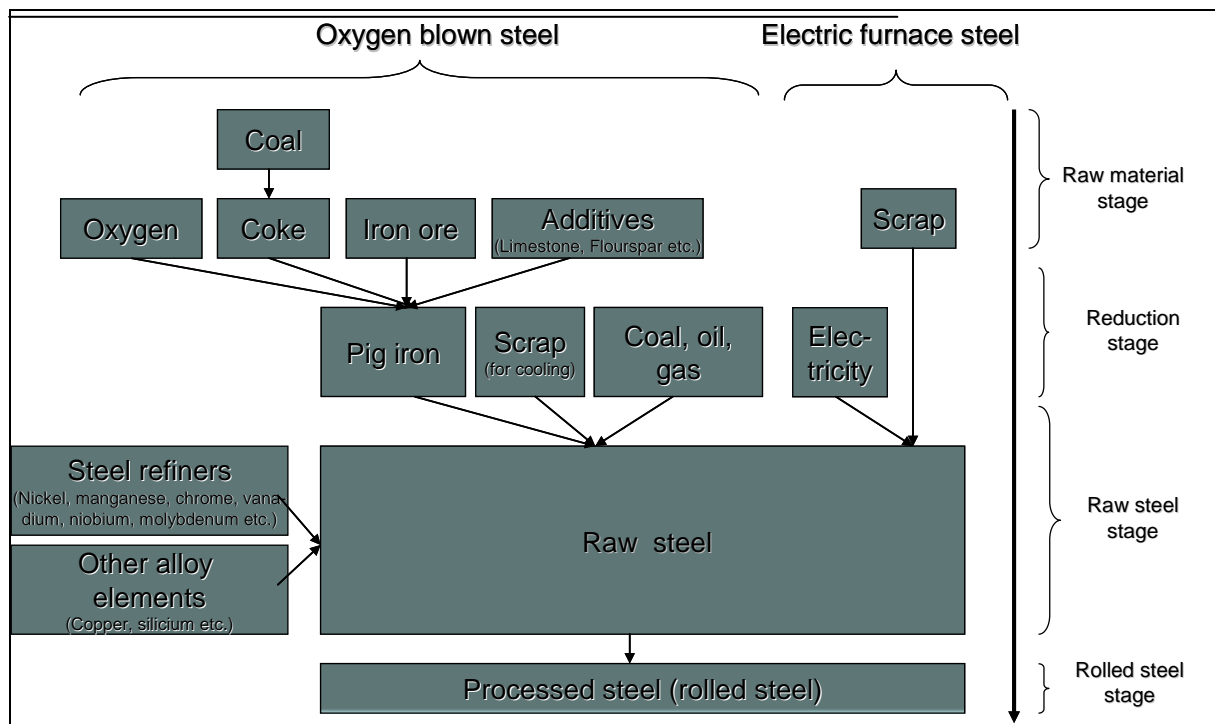 Oxygen blown steel
Electric furnace steel
Coal
Raw material
stage
Oxygen
Coke
Iron ore
Additives
(Limestone, Flourspar etc.)
Scrap
Pig iron
Scrap
(for cooling)
Coal, oil,
gas
Elec-
tricity
Reduction
stage
Steel refiners
(Nickel, manganese, chrome, vana-
dium, niobium, molybdenum etc.)
Raw steel
Raw steel
stage
Other alloy
elements
(Copper, silicium etc.)
Processed steel (rolled steel)
Rolled steel
stage